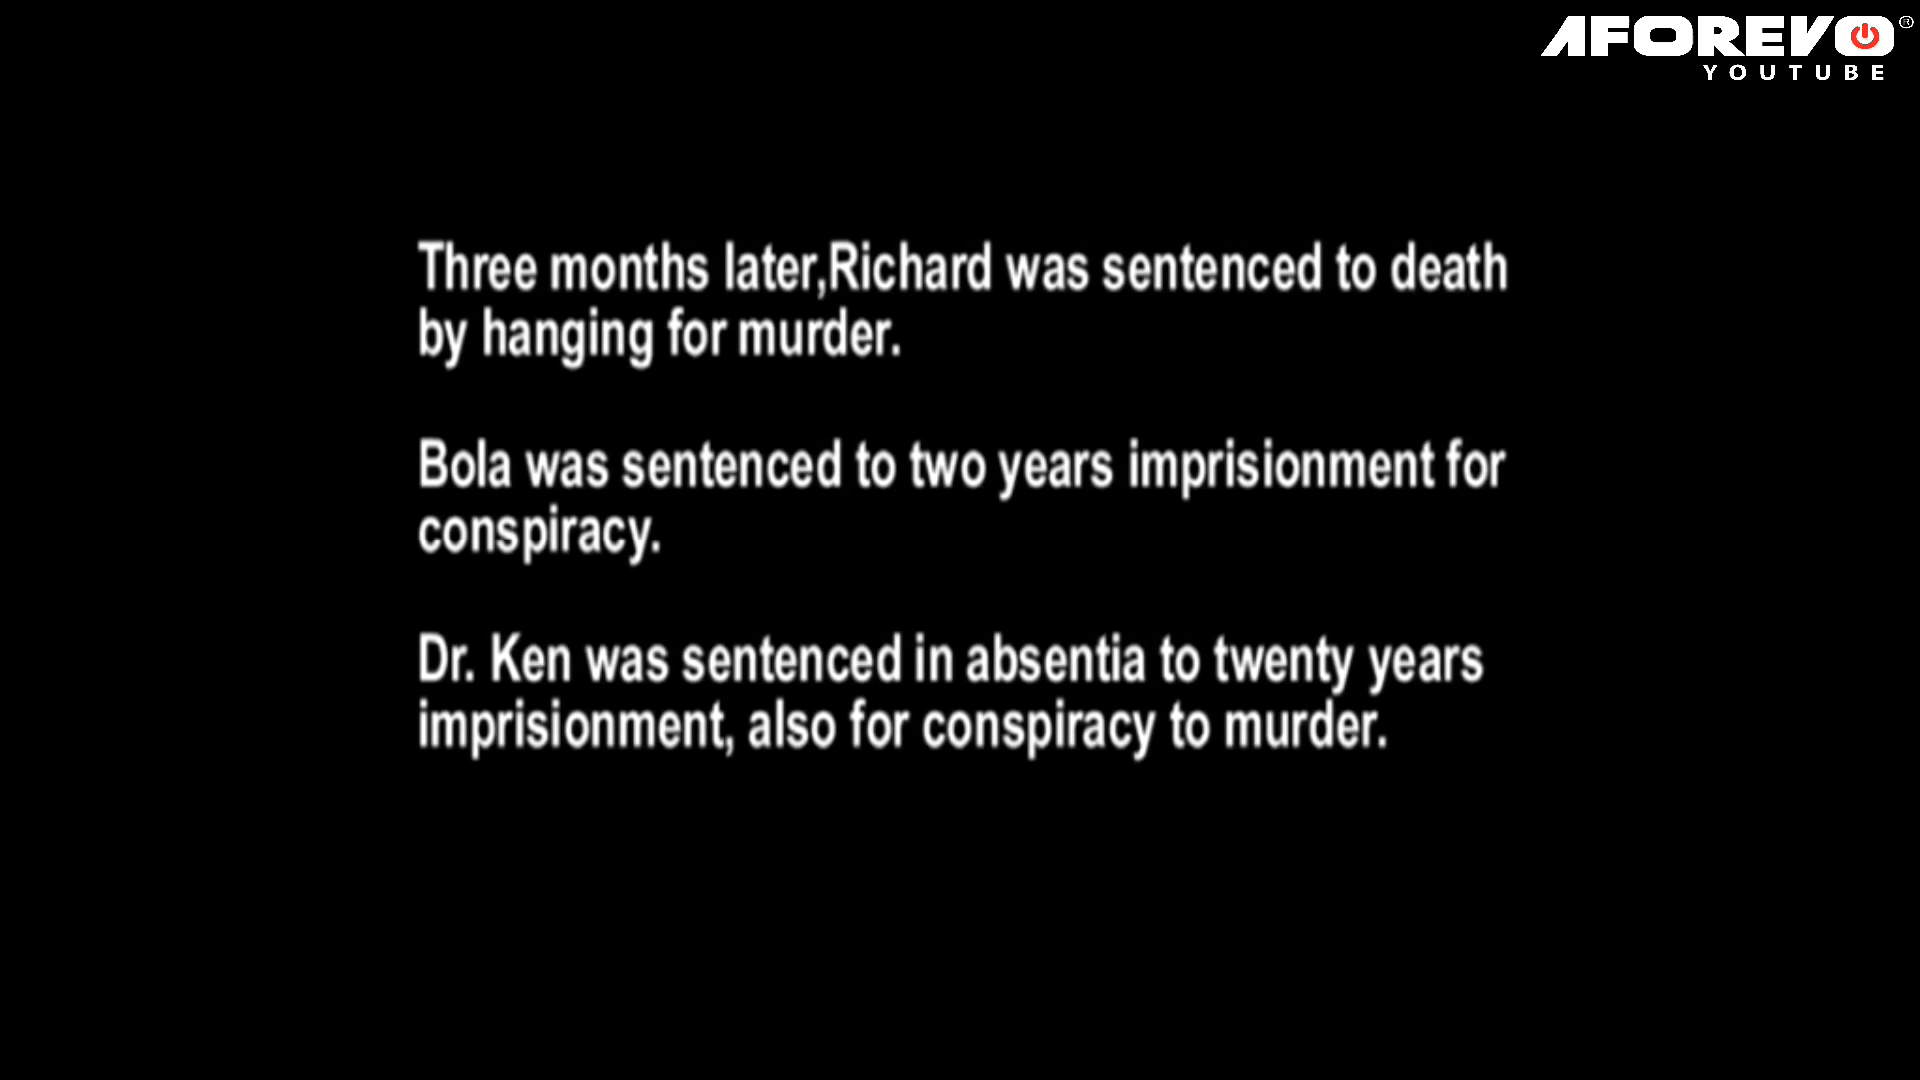 AFOREVO®
YOUTUBE
Three months later,Richard was sentenced to death
by hanging for murder.
Bola was sentenced to two years imprisionment for
conspiracy.
Dr. Ken was sentenced in absentia to twenty years
imprisionment, also for conspiracy to murder.